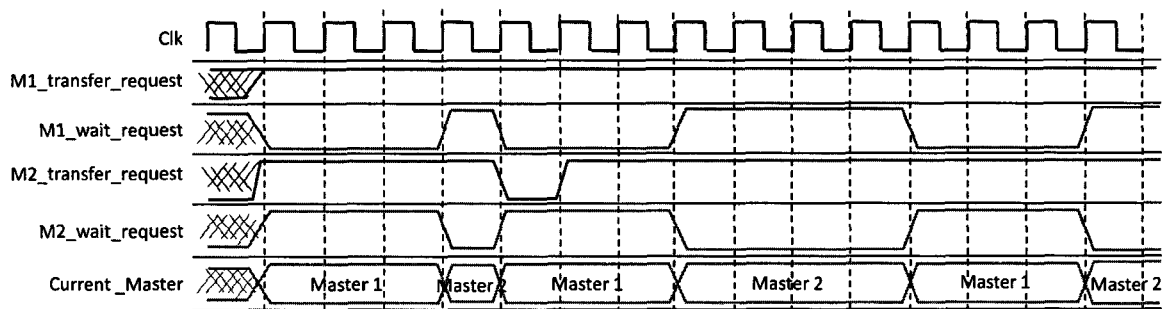 Clk
M1_transfer_request
M1_wait_request
M2_transfer_request
M2_wait_request
Current _Master
Master 1
Master 2
Master 1
Master 2
Master 1
Master 2